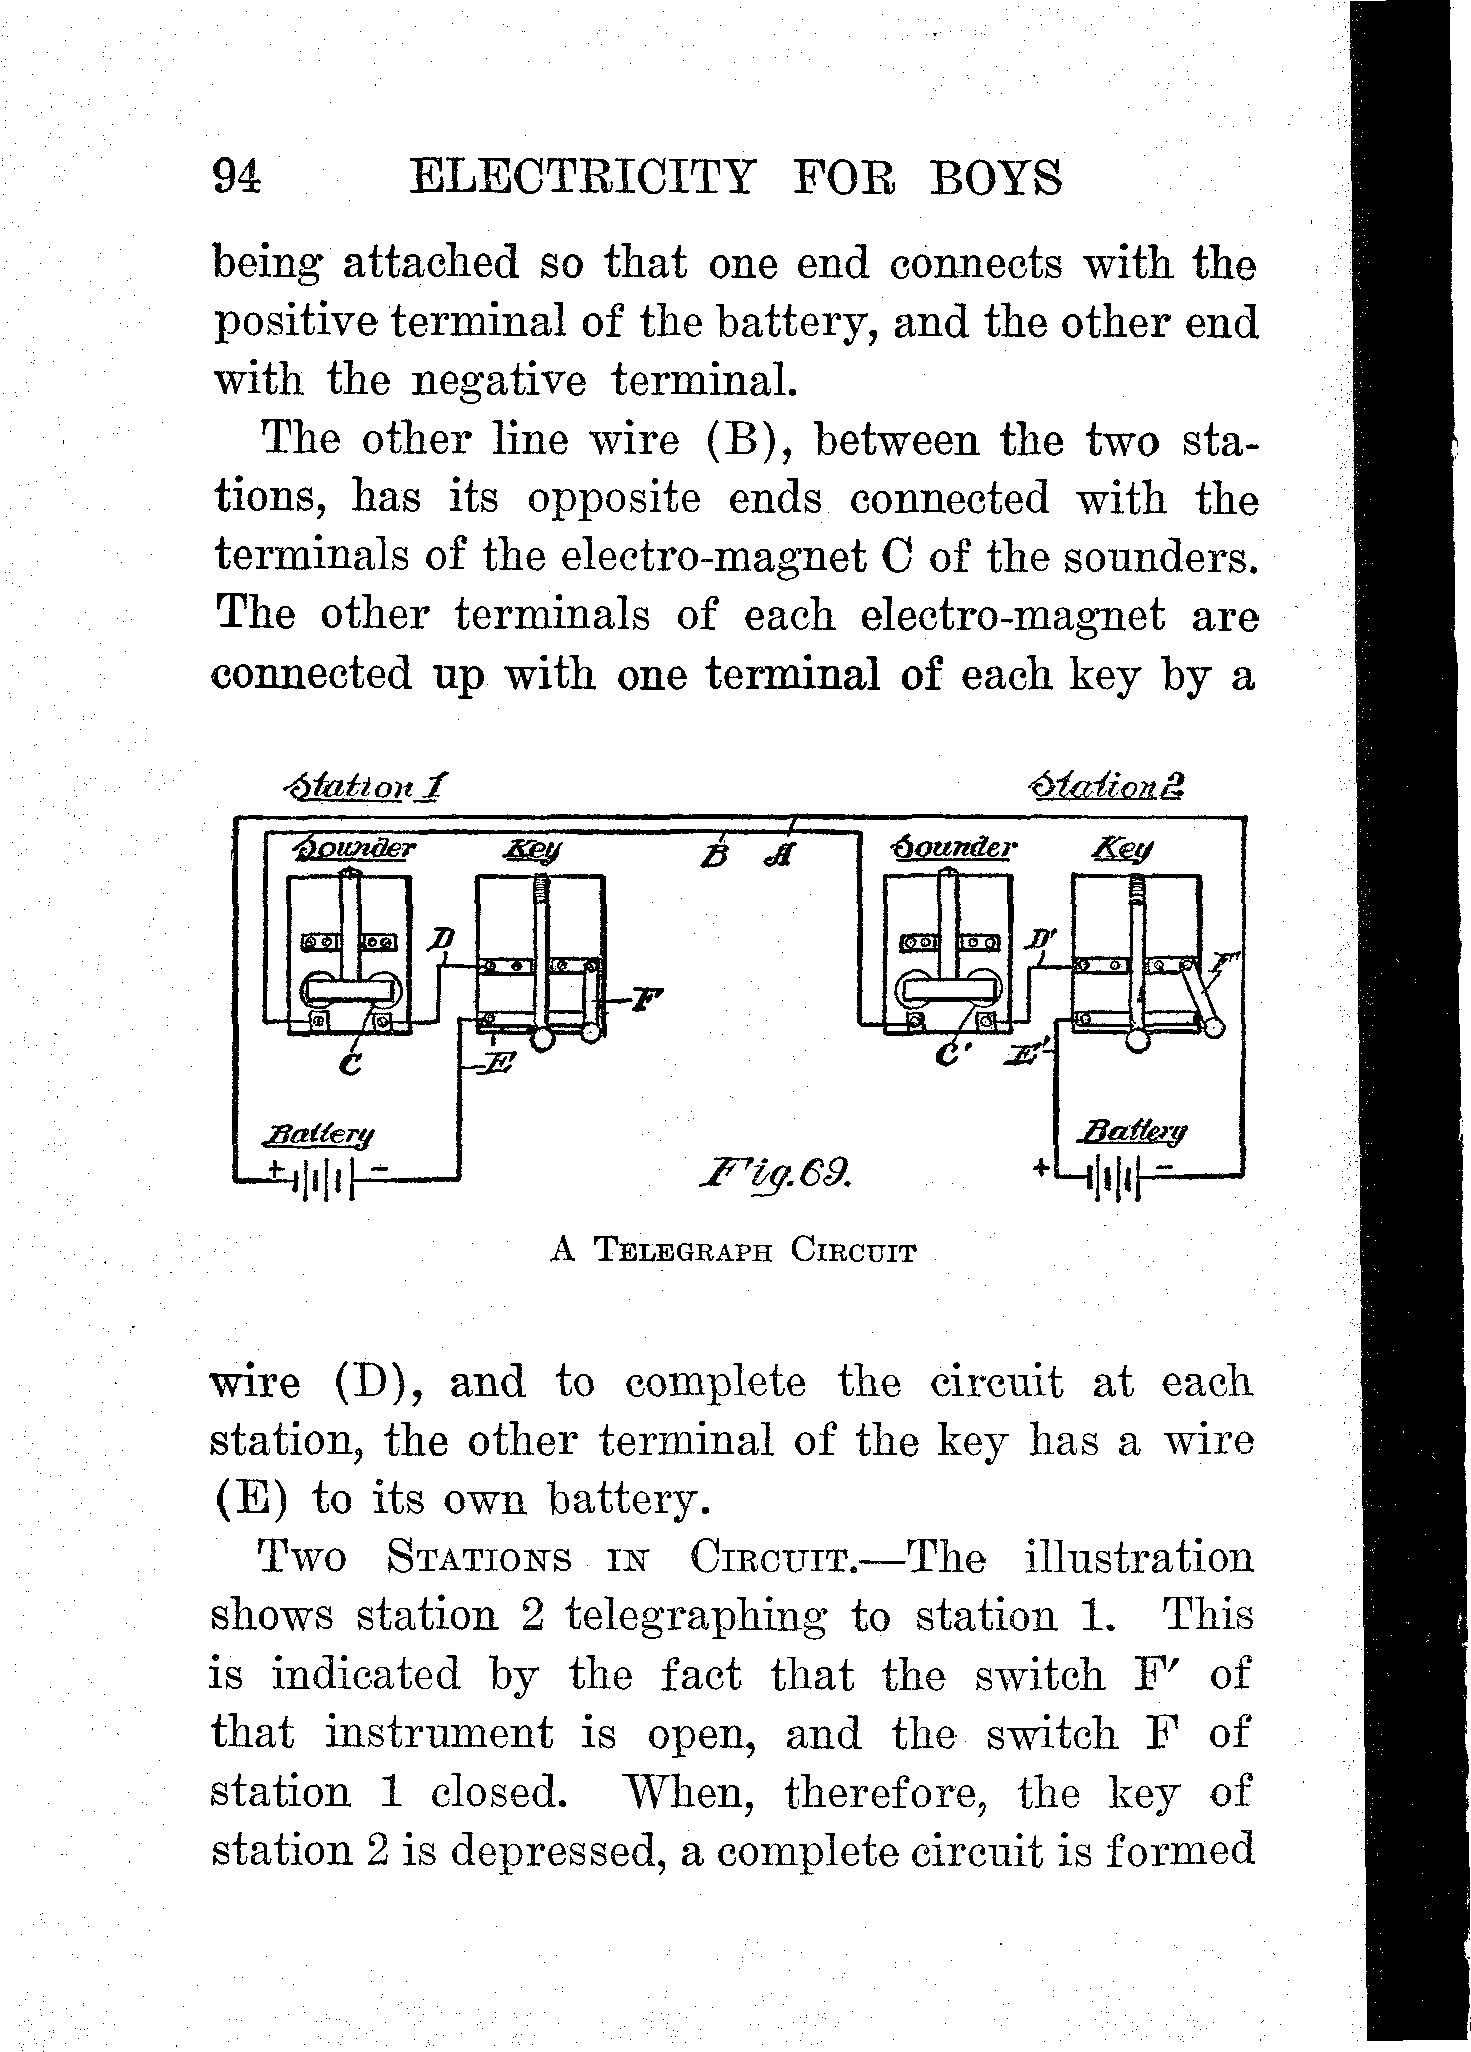 94 ELECTRICITY FOR BOYS
being attached so that one end connects with the
positive terminal of the battery, and the other end
with the negative terminal.
The other line wire (B), between the two sta-
tions, has its opposite ends connected with the
terminals of the electro-magnet C of the sounders.
The other terminals of each electro-magnet are
connected up with one terminal of each key by a
Station 1 Station 2
Sounder Key B A Sounder Key
D D' F'
F
C E C' E'
Battery Battery
+ - + -
Fig. 69.
A TELEGRAPH CIRCUIT
wire (D), and to complete the circuit at each
station, the other terminal of the key has a wire
(E) to its own battery.
TWO STATIONS IN CIRCUIT.—The illustration
shows station 2 telegraphing to station 1. This
is indicated by the fact that the switch F′ of
that instrument is open, and the switch F of
station 1 closed. When, therefore, the key of
station 2 is depressed, a complete circuit is formed